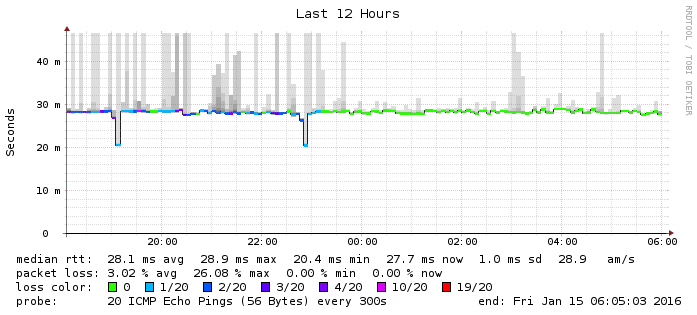 Last 12 Hours
RRDTOOL / TOBI OETIKER
Seconds
40 m
30 m
20 m
10 m
0
20:00 22:00 00:00 02:00 04:00 06:00
median rtt: 28.1 ms avg 28.9 ms max 20.4 ms min 27.7 ms now 1.0 ms sd 28.9 am/s
packet loss: 3.02 % avg 26.08 % max 0.00 % min 0.00 % now
loss color: 0 1/20 2/20 3/20 4/20 10/20 19/20
probe: 20 ICMP Echo Pings (56 Bytes) every 300s end: Fri Jan 15 06:05:03 2016